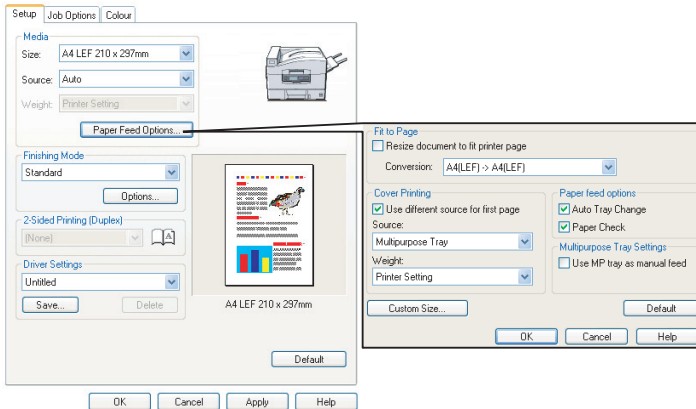 Setup Job Options Colour
Media
Size: A4 LEF 210 x 297mm
Source: Auto
Weight: Printer Setting
Paper Feed Options...
Finishing Mode
Standard
Options...
2-Sided Printing (Duplex)
(None)
A
Driver Settings
Untitled
Save... Delete
A4 LEF 210 x 297mm
Default
OK Cancel Apply Help
Fit to Page
Resize document to fit printer page
Conversion: A4(LEF) -> A4(LEF)
Cover Printing
Use different source for first page
Source:
Multipurpose Tray
Weight:
Printer Setting
Paper feed options
Auto Tray Change
Paper Check
Multipurpose Tray Settings
Use MP tray as manual feed
Custom Size... Default
OK Cancel Help